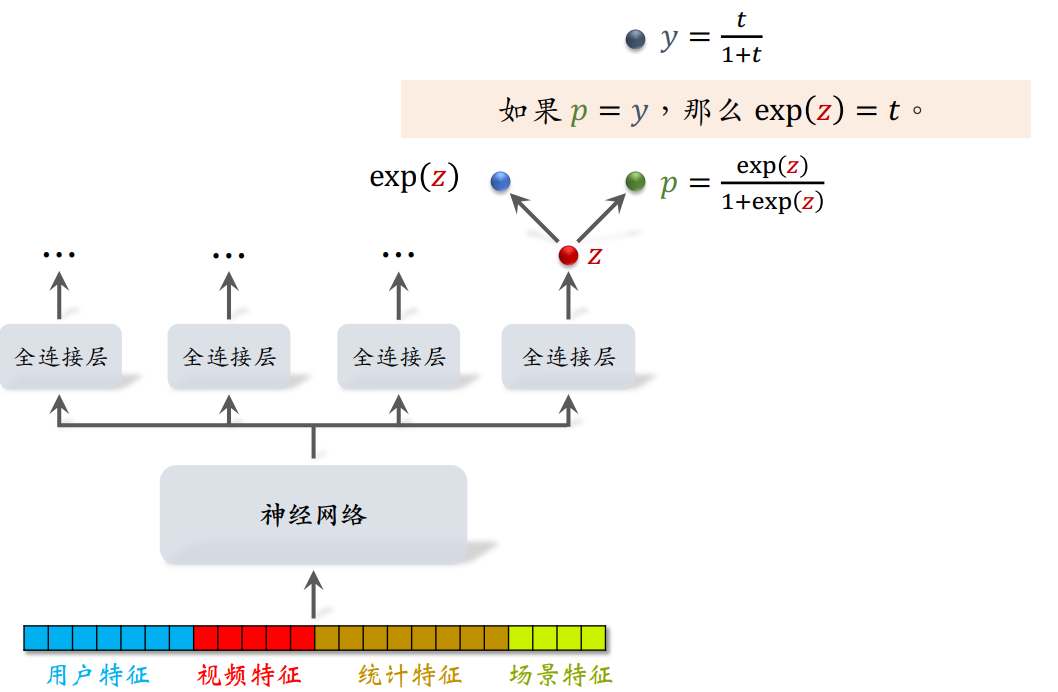 y = t/(1+t)
如果 p = y，那么 exp(z) = t。
exp(z)
p = exp(z)/(1+exp(z))
z
… … …
全连接层 全连接层 全连接层 全连接层
神经网络
用户特征 视频特征 统计特征 场景特征